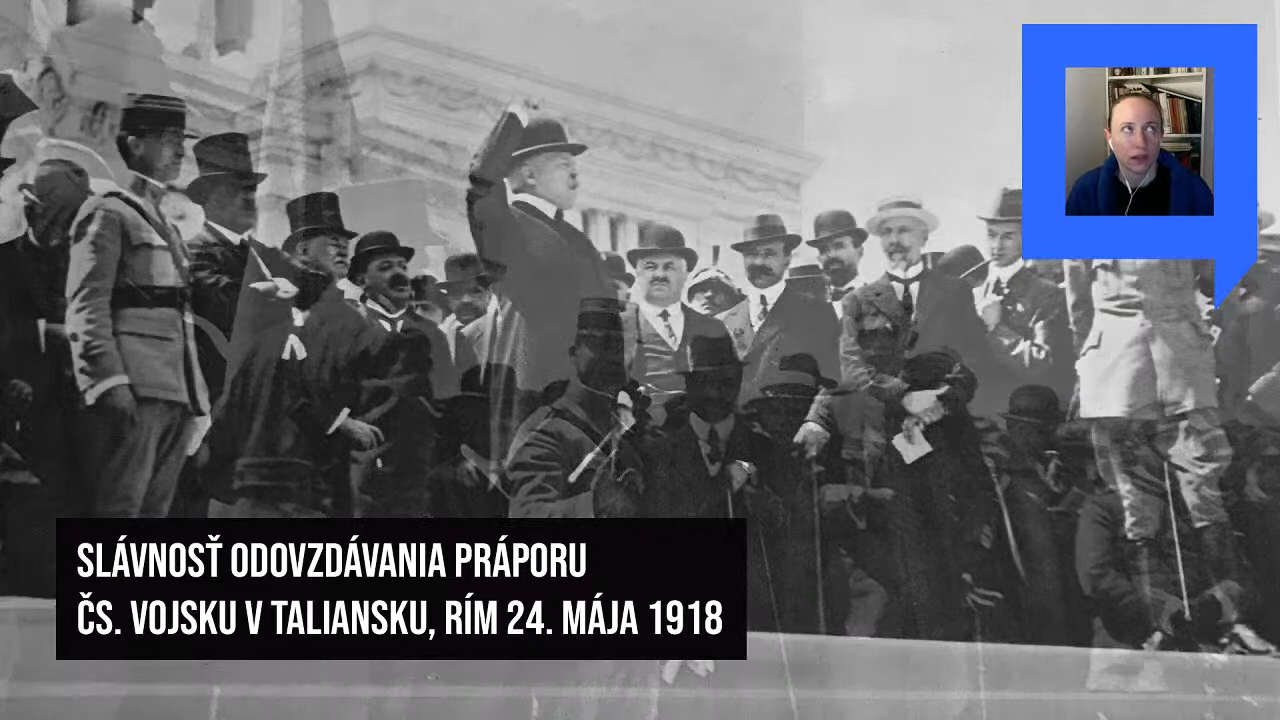 SLÁVNOSŤ ODOVZDÁVANIA PRÁPORU
ČS. VOJSKU V TALIANSKU, RÍM 24. MÁJA 1918